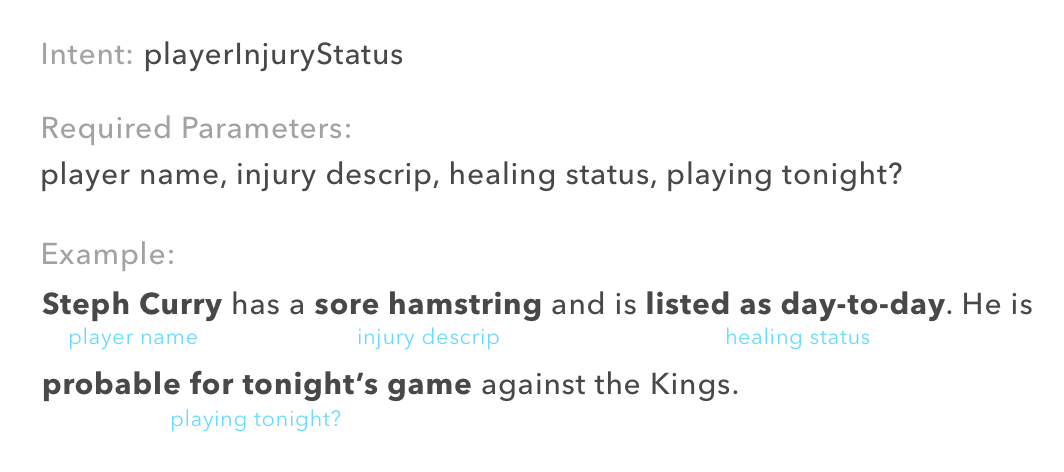 Intent: playerInjuryStatus
Required Parameters:
player name, injury descrip, healing status, playing tonight?
Example:
Steph Curry has a sore hamstring and is listed as day-to-day. He is
player name injury descrip healing status
probable for tonight’s game against the Kings.
playing tonight?